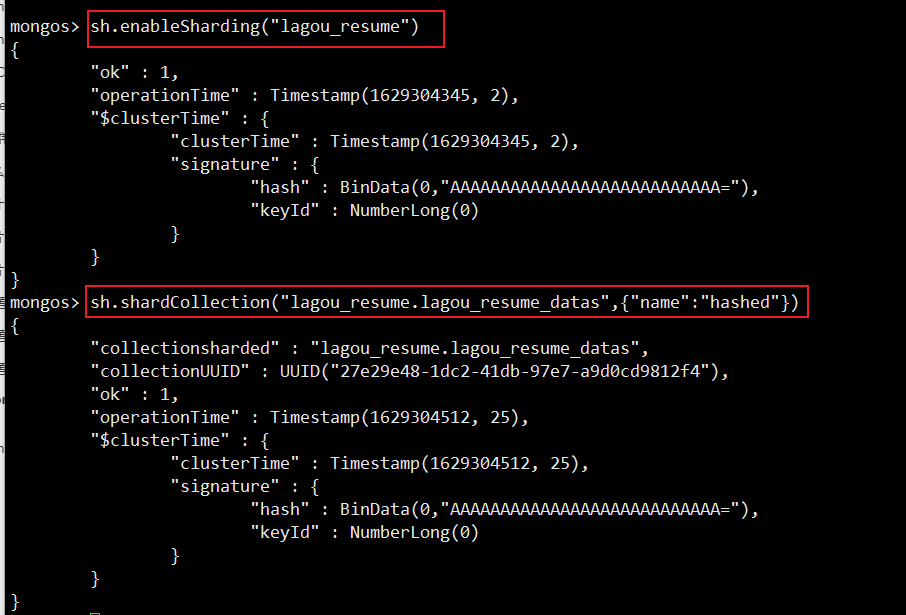 mongos> sh.enableSharding("lagou_resume")
{
        "ok" : 1,
        "operationTime" : Timestamp(1629304345, 2),
        "$clusterTime" : {
                "clusterTime" : Timestamp(1629304345, 2),
                "signature" : {
                        "hash" : BinData(0,"AAAAAAAAAAAAAAAAAAAAAAAAAAA="),
                        "keyId" : NumberLong(0)
                }
        }
}
mongos> sh.shardCollection("lagou_resume.lagou_resume_datas",{"name":"hashed"})
{
        "collectionsharded" : "lagou_resume.lagou_resume_datas",
        "collectionUUID" : UUID("27e29e48-1dc2-41db-97e7-a9d0cd9812f4"),
        "ok" : 1,
        "operationTime" : Timestamp(1629304512, 25),
        "$clusterTime" : {
                "clusterTime" : Timestamp(1629304512, 25),
                "signature" : {
                        "hash" : BinData(0,"AAAAAAAAAAAAAAAAAAAAAAAAAAA="),
                        "keyId" : NumberLong(0)
                }
        }
}